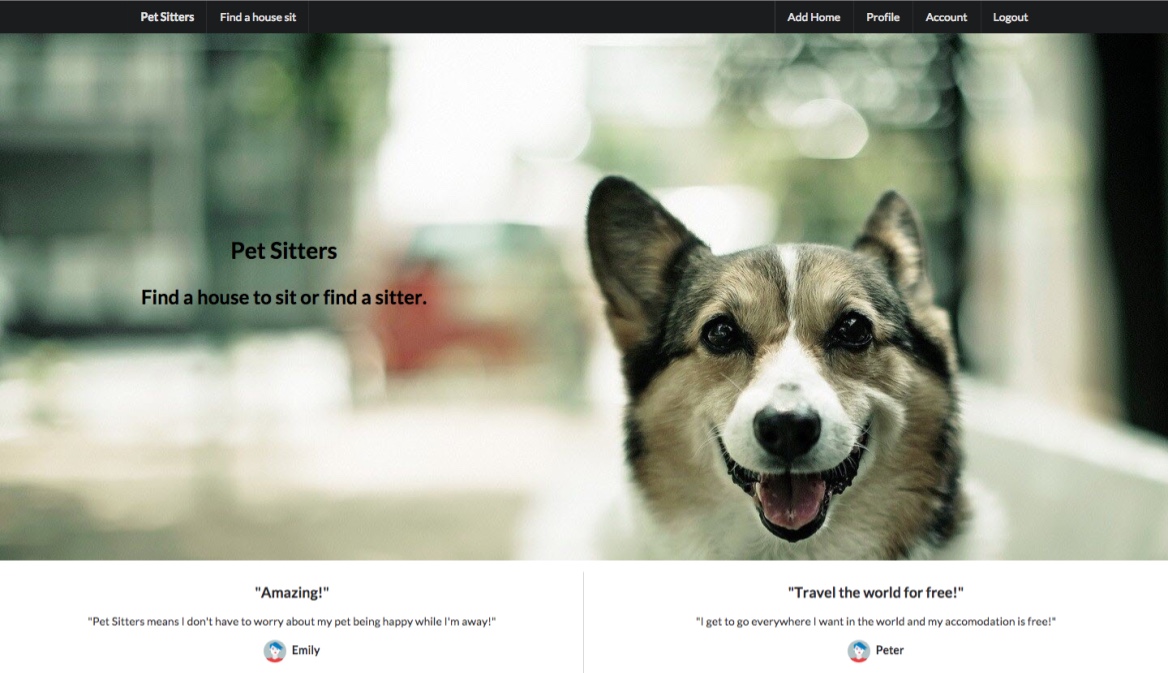 Pet Sitters Find a house sit Add Home Profile Account Logout
Pet Sitters
Find a house to sit or find a sitter.
"Amazing!"
"Pet Sitters means I don't have to worry about my pet being happy while I'm away!"
Emily
"Travel the world for free!"
"I get to go everywhere I want in the world and my accomodation is free!"
Peter